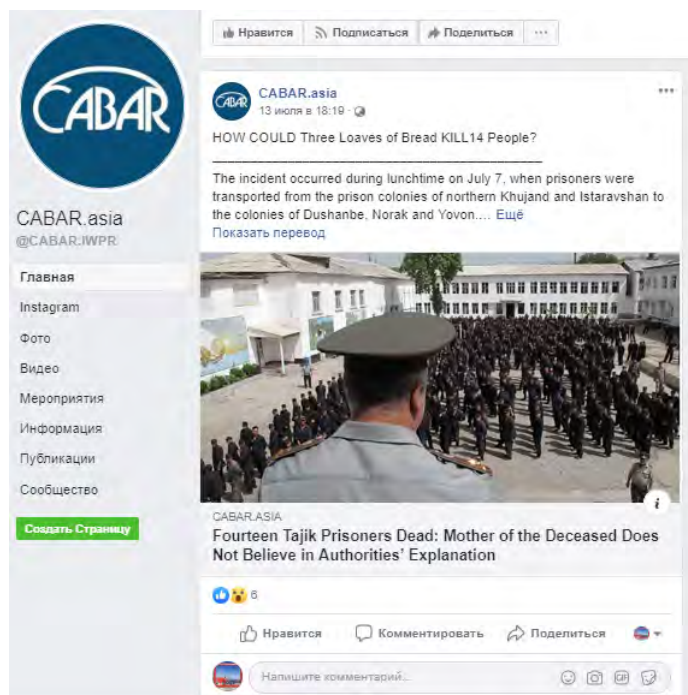 CABAR
CABAR.asia
@CABAR.IWPR
Главная
Instagram
Фото
Видео
Мероприятия
Информация
Публикации
Сообщество
Создать Страницу
Нравится Подписаться Поделиться ...
CABAR
CABAR.asia
13 июля в 18:19 ·
HOW COULD Three Loaves of Bread KILL14 People?
The incident occurred during lunchtime on July 7, when prisoners were
transported from the prison colonies of northern Khujand and Istaravshan to
the colonies of Dushanbe, Norak and Yovon.... Ещё
Показать перевод
i
CABAR.ASIA
Fourteen Tajik Prisoners Dead: Mother of the Deceased Does
Not Believe in Authorities' Explanation
6
Нравится Комментировать Поделиться
Напишите комментарий...
GIF